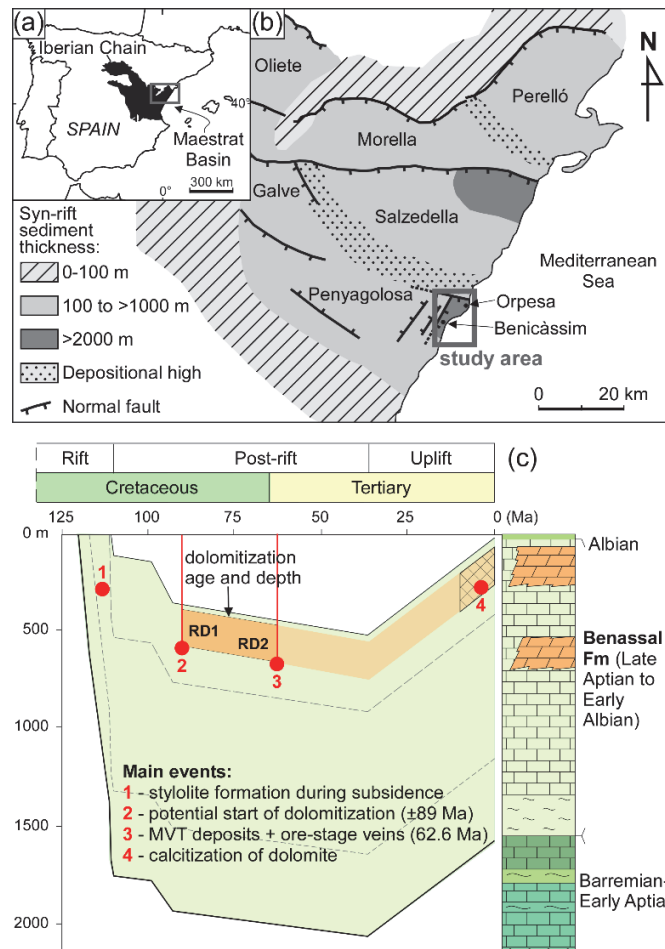 (a)
Iberian Chain
SPAIN
40°
Maestrat
Basin
0°
300 km
(b)
N
Oliete
Perelló
Morella
Galve
Salzedella
Mediterranean
Sea
Penyagolosa
Orpesa
Benicàssim
study area
0 20 km
Syn-rift
sediment
thickness:
0-100 m
100 to >1000 m
>2000 m
Depositional high
Normal fault
(c)
Rift Post-rift Uplift
Cretaceous Tertiary
125 100 75 50 25 0 (Ma)
0 m
500
1000
1500
2000
dolomitization
age and depth
1
RD1
RD2
2
3
4
Main events:
1 - stylolite formation during subsidence
2 - potential start of dolomitization (±89 Ma)
3 - MVT deposits + ore-stage veins (62.6 Ma)
4 - calcitization of dolomite
Albian
Benassal
Fm (Late
Aptian to
Early
Albian)
Barremian-
Early Aptia